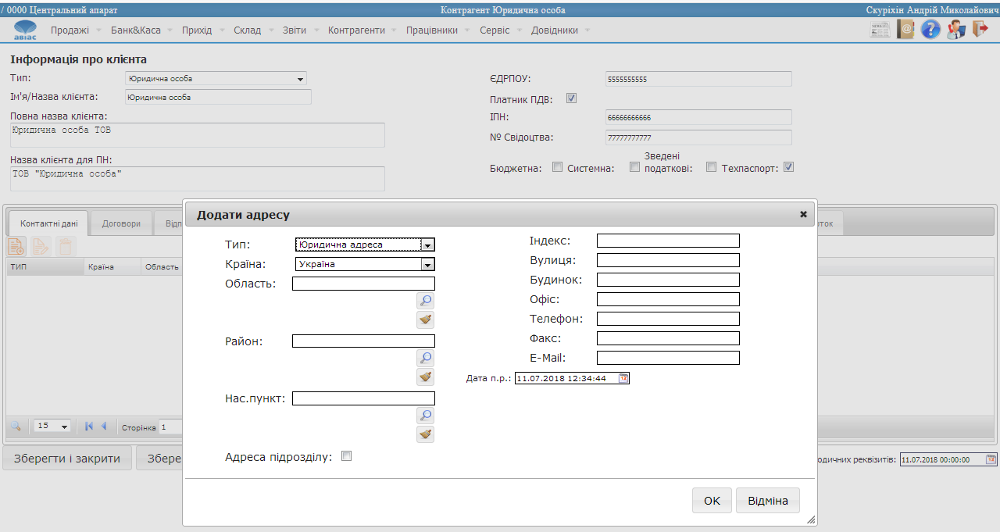 / 0000 Центральний апарат
Контрагент Юридична особа
Скуріхін Андрій Миколайович
авіас
Продажі
Банк&Каса
Прихід
Склад
Звіти
Контрагенти
Працівники
Сервіс
Довідники
Інформація про клієнта
Тип:
Юридична особа
Ім'я/Назва клієнта:
Юридична особа
Повна назва клієнта:
Юридична особа ТОВ
Назва клієнта для ПН:
ТОВ "Юридична особа"
ЄДРПОУ:
5555555555
Платник ПДВ:
ІПН:
66666666666
№ Свідоцтва:
77777777777
Бюджетна:
Системна:
Зведені
податкові:
Техпаспорт:
Контактні дані
Договори
Відп
ток
ТИП
Країна
Область
15
Сторінка
1
Зберегти і закрити
Збере
одичних реквізитів:
11.07.2018 00:00:00
Додати адресу
Тип:
Юридична адреса
Країна:
Україна
Область:
Район:
Нас.пункт:
Адреса підрозділу:
Індекс:
Вулиця:
Будинок:
Офіс:
Телефон:
Факс:
E-Mail:
Дата п.р.:
11.07.2018 12:34:44
OK
Відміна